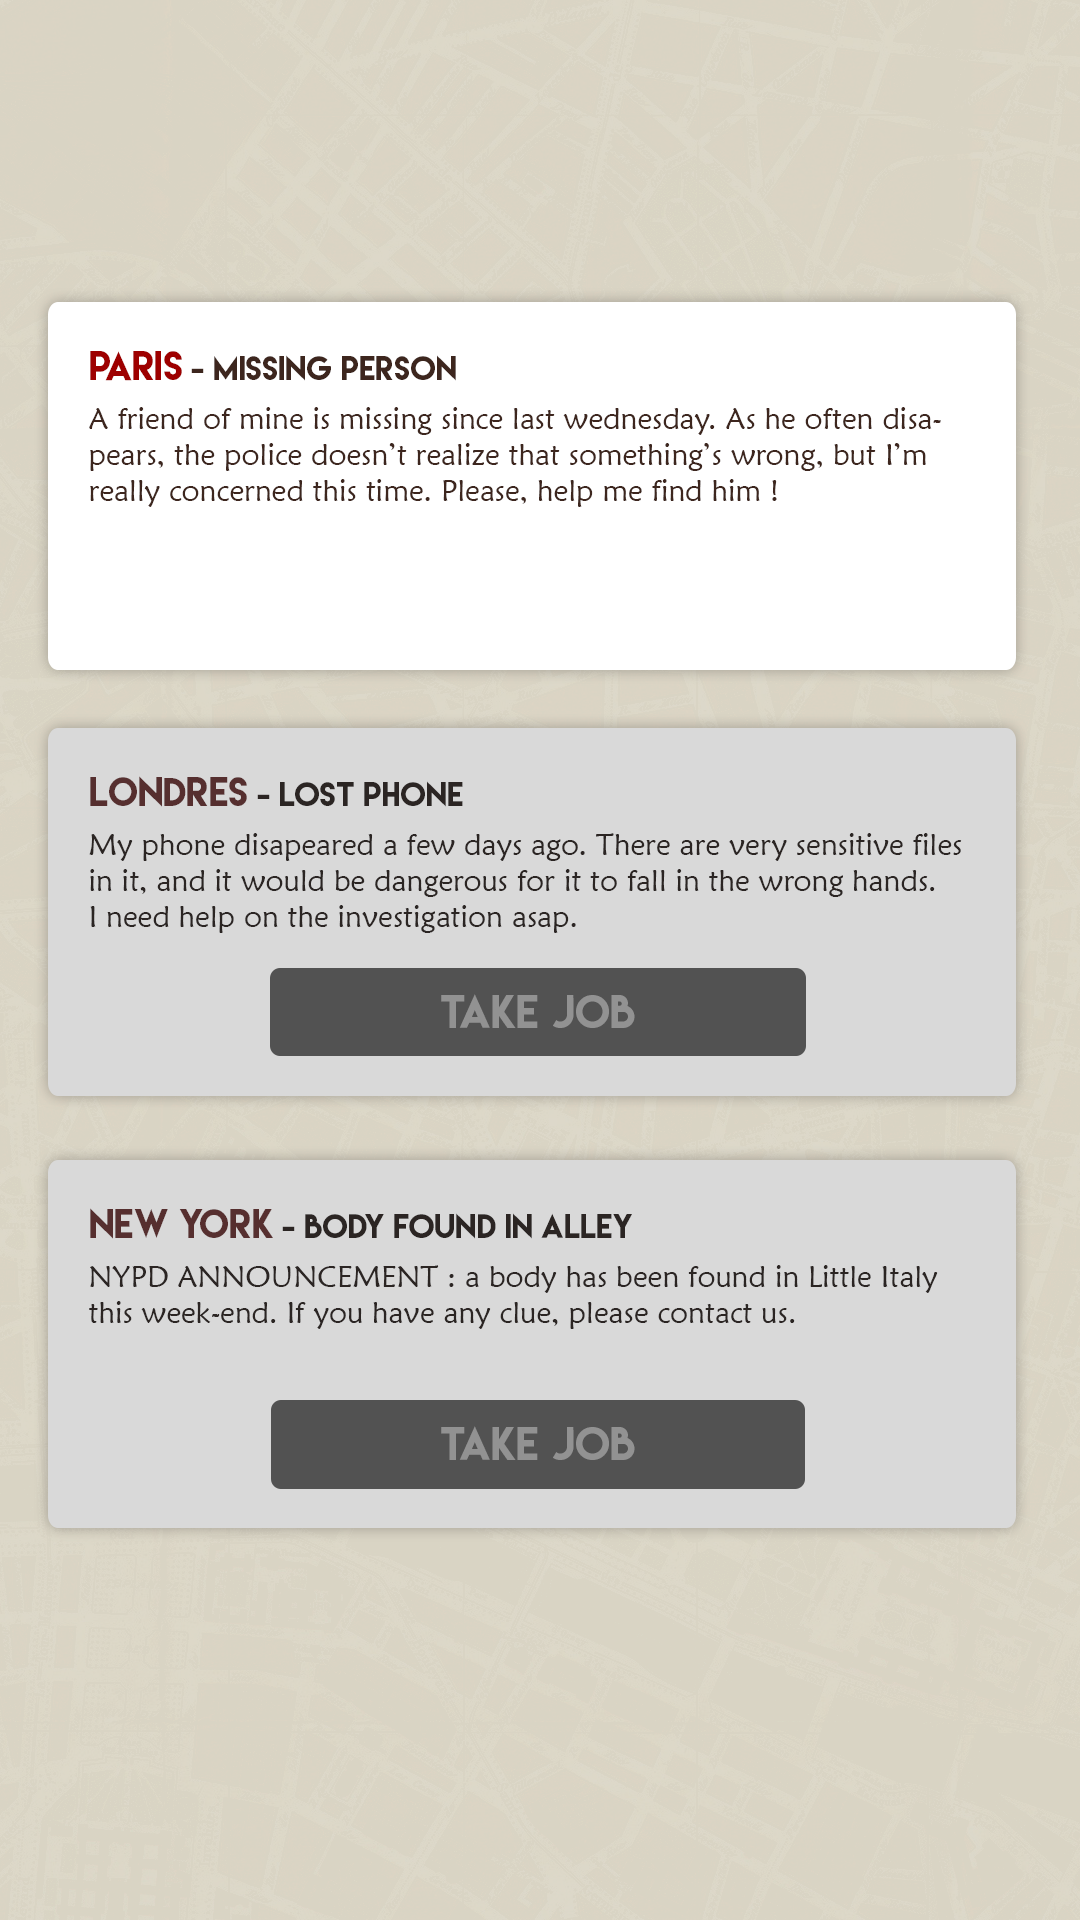 PARIS - MISSING PERSON
A friend of mine is missing since last wednesday. As he often disa-
pears, the police doesn't realize that something's wrong, but I'm
really concerned this time. Please, help me find him !
LONDRES - LOST PHONE
My phone disapeared a few days ago. There are very sensitive files
in it, and it would be dangerous for it to fall in the wrong hands.
I need help on the investigation asap.
TAKE JOB
NEW YORK - BODY FOUND IN ALLEY
NYPD ANNOUNCEMENT : a body has been found in Little Italy
this week-end. If you have any clue, please contact us.
TAKE JOB